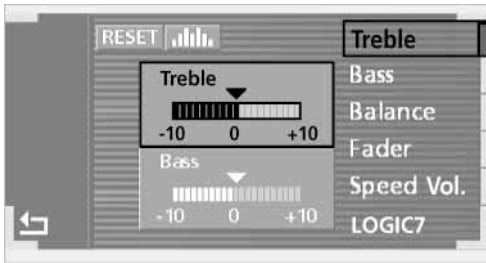 RESET
Treble
-10 0 +10
Bass
-10 0 +10
Treble
Bass
Balance
Fader
Speed Vol.
LOGIC7